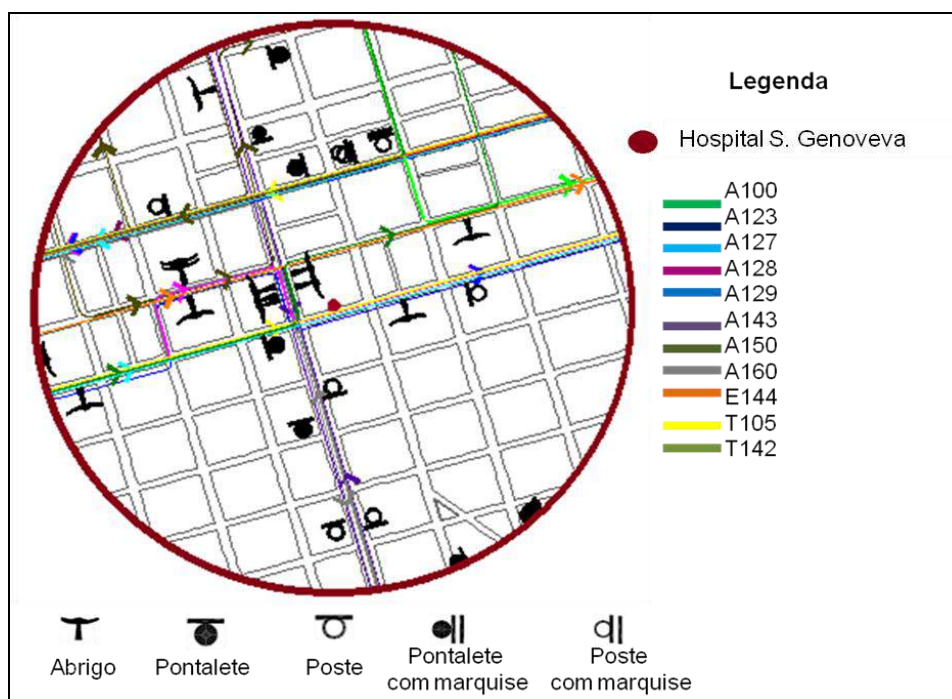 Legenda
Hospital S. Genoveva
A100
A123
A127
A128
A129
A143
A150
A160
E144
T105
T142
Abrigo
Pontalete
Poste
Pontalete
com marquise
Poste
com marquise